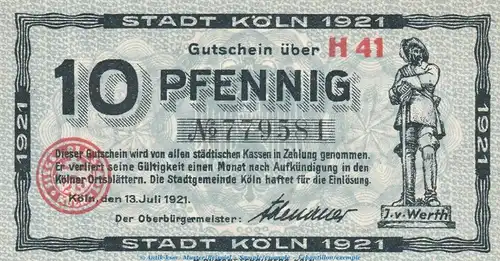 STADT KÖLN 1921
Gutschein über H 41
10 PFENNIG
№ 779581
1921
1921
Dieser Gutschein wird von allen städtischen Kassen in Zahlung genommen.
Er verliert seine Gültigkeit einen Monat nach Aufkündigung in den
Kölner Ortsblättern. Die Stadtgemeinde Köln haftet für die Einlösung.
Köln, den 13. Juli 1921.
Der Oberbürgermeister: Adenauer
J. v. Werth
STADT KÖLN 1921